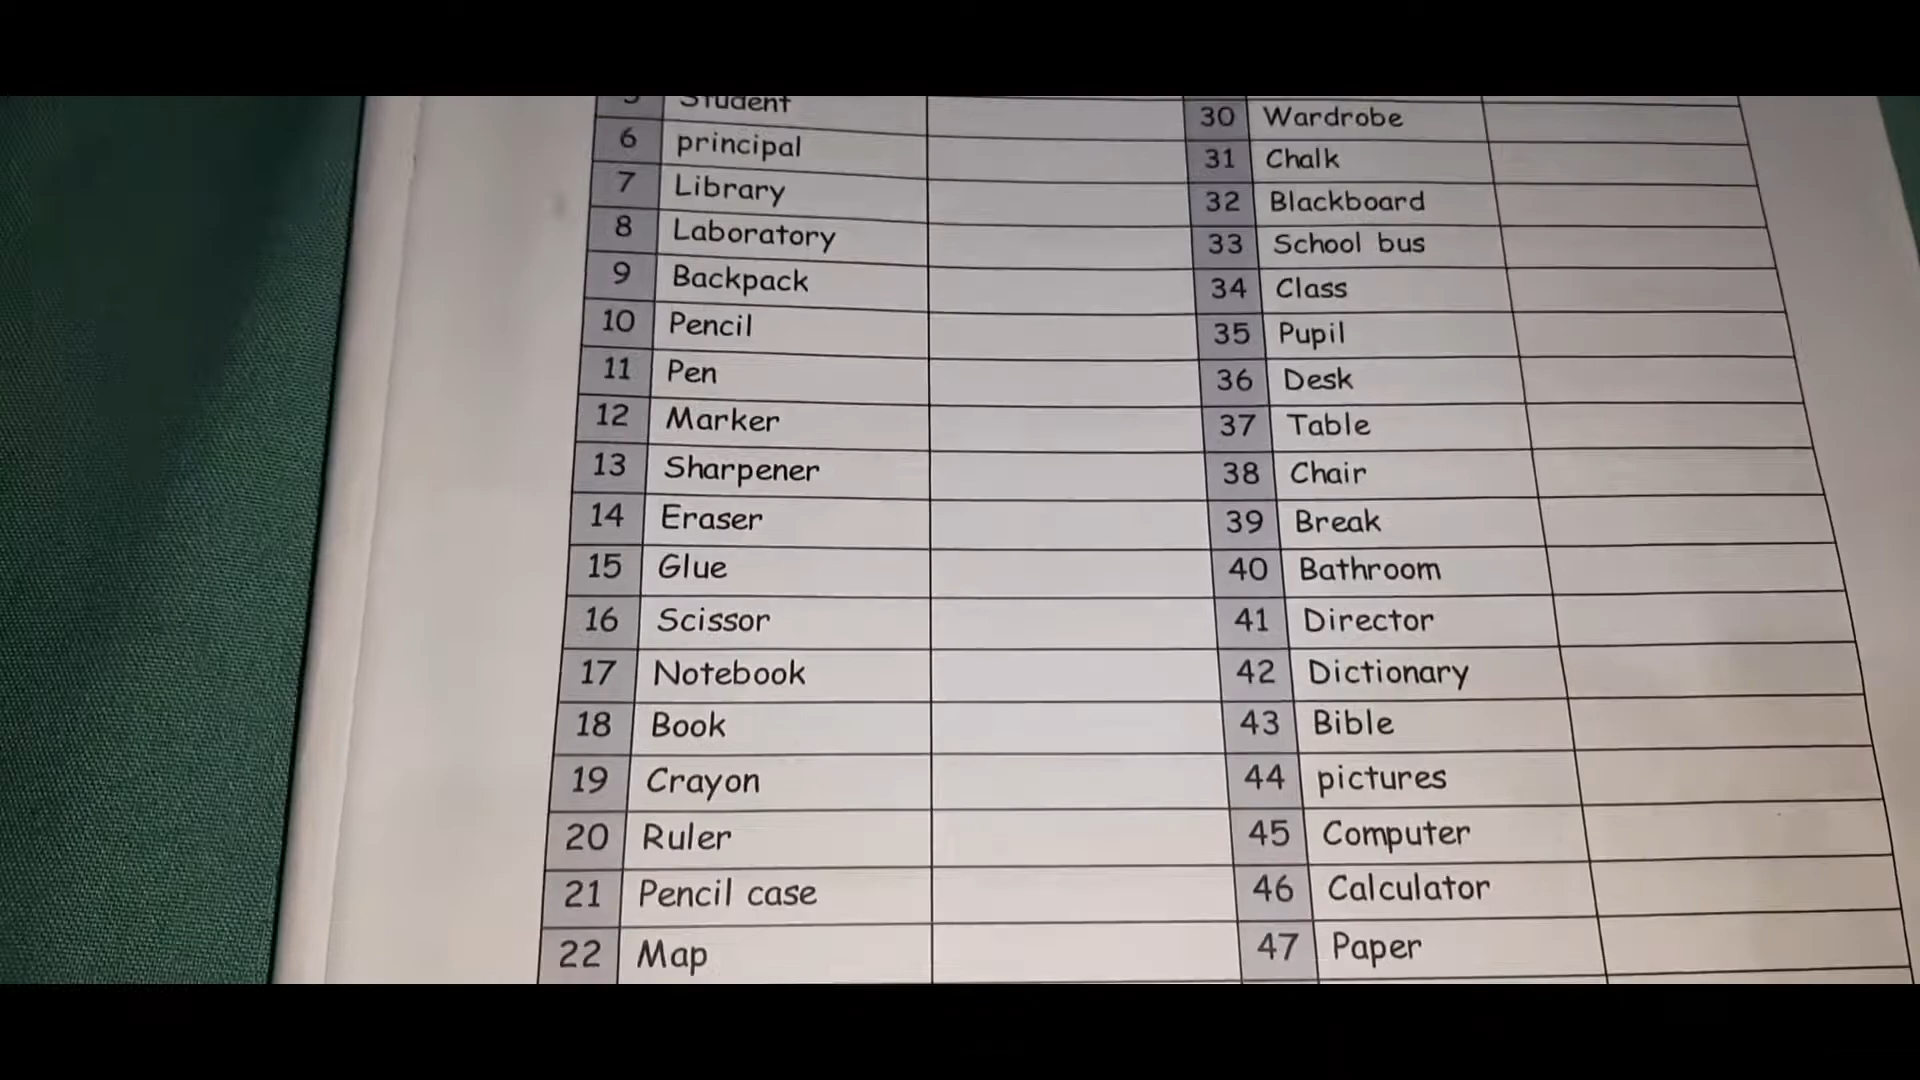 5 Student
6 principal
7 Library
8 Laboratory
9 Backpack
10 Pencil
11 Pen
12 Marker
13 Sharpener
14 Eraser
15 Glue
16 Scissor
17 Notebook
18 Book
19 Crayon
20 Ruler
21 Pencil case
22 Map
30 Wardrobe
31 Chalk
32 Blackboard
33 School bus
34 Class
35 Pupil
36 Desk
37 Table
38 Chair
39 Break
40 Bathroom
41 Director
42 Dictionary
43 Bible
44 pictures
45 Computer
46 Calculator
47 Paper